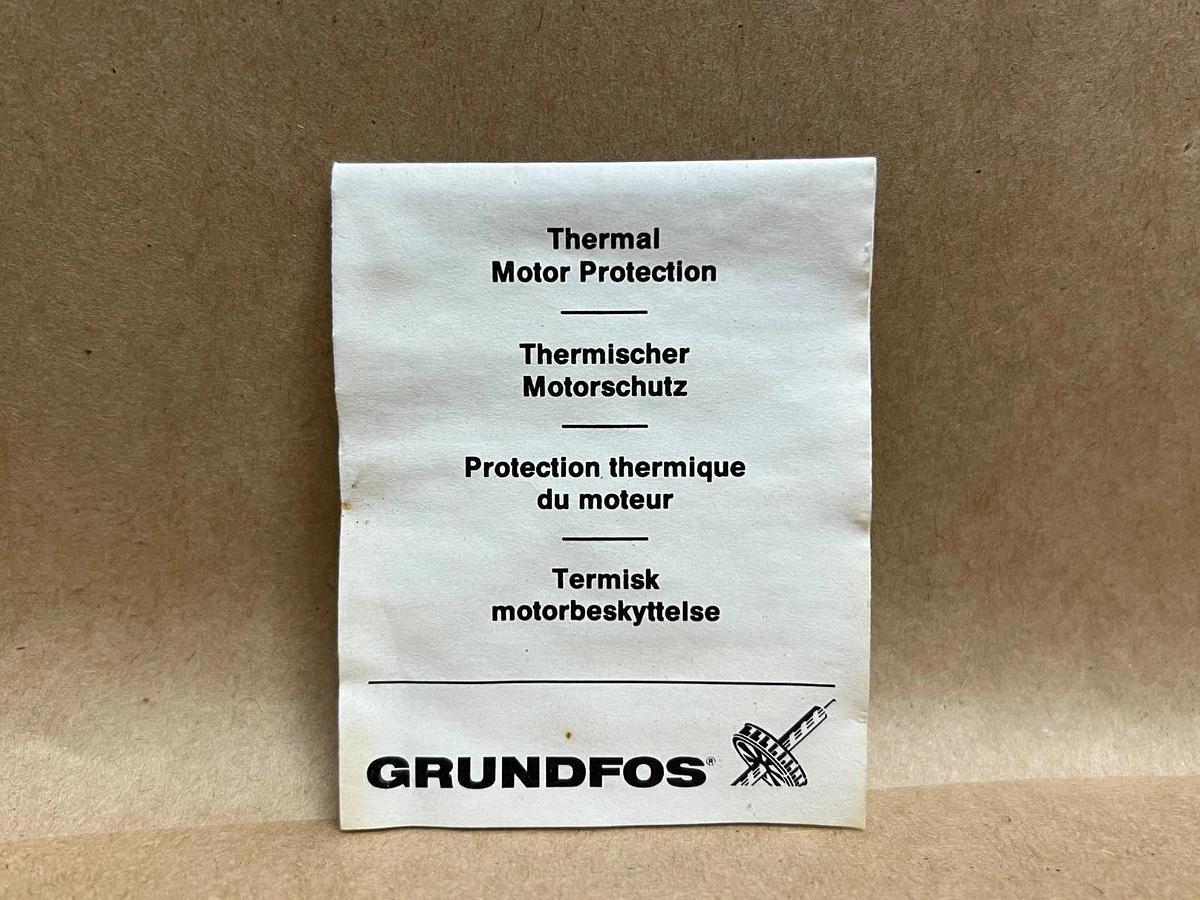 Thermal
Motor Protection
Thermischer
Motorschutz
Protection thermique
du moteur
Termisk
motorbeskyttelse
GRUNDFOS®